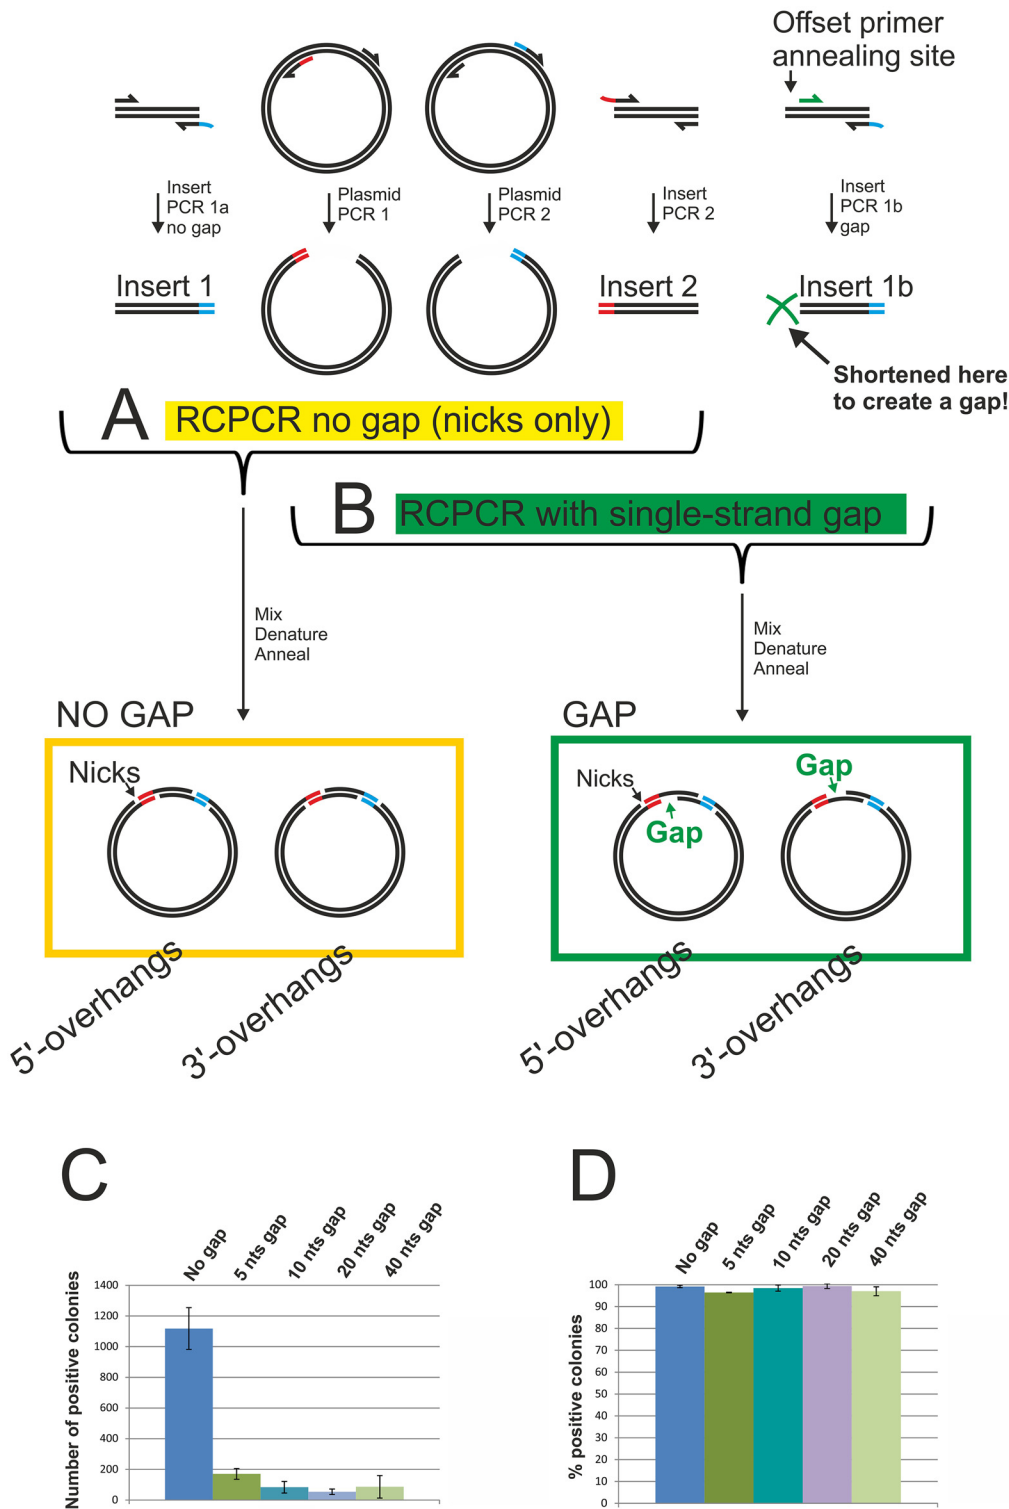 Offset primer
annealing site
Insert
PCR 1a
no gap
Plasmid
PCR 1
Plasmid
PCR 2
Insert
PCR 2
Insert
PCR 1b
gap
Insert 1
Insert 2
Insert 1b
Shortened here
to create a gap!
A
RCPCR no gap (nicks only)
B
RCPCR with single-strand gap
Mix
Denature
Anneal
Mix
Denature
Anneal
NO GAP
Nicks
5'-overhangs
3'-overhangs
GAP
Nicks
Gap
Gap
5'-overhangs
3'-overhangs
C
No gap
5 nts gap
10 nts gap
20 nts gap
40 nts gap
Number of positive colonies
1400
1200
1000
800
600
400
200
0
D
No gap
5 nts gap
10 nts gap
20 nts gap
40 nts gap
% positive colonies
100
90
80
70
60
50
40
30
20
10
0